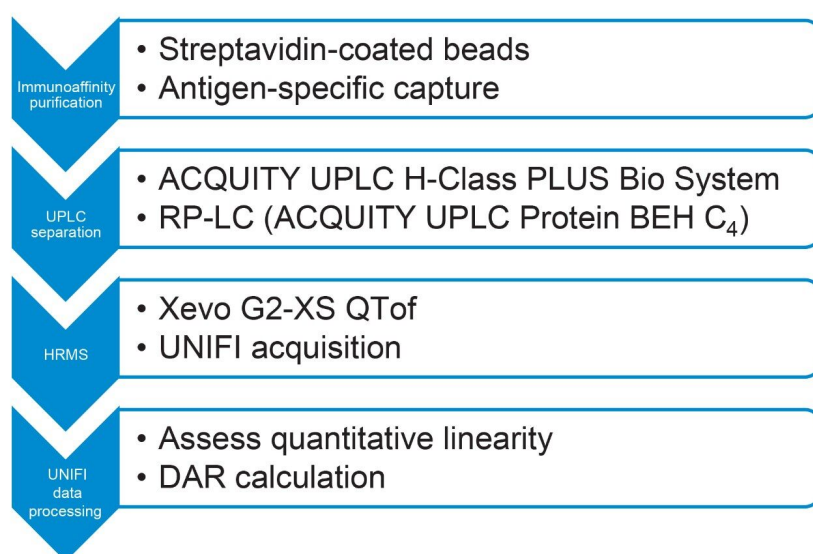 Immunoaffinity
purification
• Streptavidin-coated beads
• Antigen-specific capture
UPLC
separation
• ACQUITY UPLC H-Class PLUS Bio System
• RP-LC (ACQUITY UPLC Protein BEH C₄)
HRMS
• Xevo G2-XS QTof
• UNIFI acquisition
UNIFI
data
processing
• Assess quantitative linearity
• DAR calculation